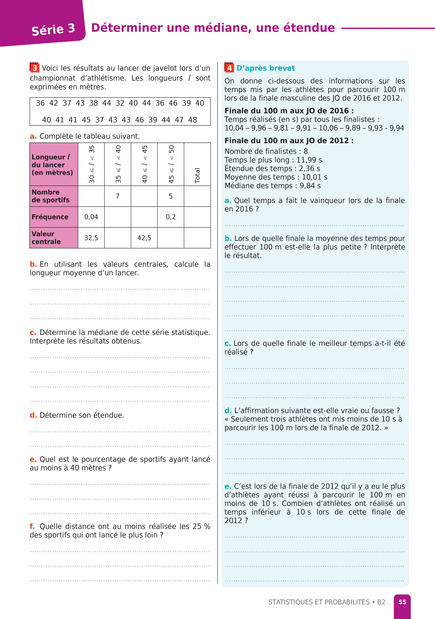 Série 3
Déterminer une médiane, une étendue
3 Voici les résultats au lancer de javelot lors d'un
championnat d'athlétisme. Les longueurs l sont
exprimées en mètres.
36 42 37 43 38 44 32 40 44 36 46 39 40
40 41 41 45 37 43 43 46 39 44 47 48
a. Complète le tableau suivant.
Longueur l du lancer (en mètres) 30 ⩽ l < 35 35 ⩽ l < 40 40 ⩽ l < 45 45 ⩽ l < 50 Total
Nombre de sportifs 7 5
Fréquence 0,04 0,2
Valeur centrale 32,5 42,5
b. En utilisant les valeurs centrales, calcule la
longueur moyenne d'un lancer.
c. Détermine la médiane de cette série statistique.
Interprète les résultats obtenus.
d. Détermine son étendue.
e. Quel est le pourcentage de sportifs ayant lancé
au moins à 40 mètres ?
f. Quelle distance ont au moins réalisée les 25 %
des sportifs qui ont lancé le plus loin ?
4 D'après brevet
On donne ci-dessous des informations sur les
temps mis par les athlètes pour parcourir 100 m
lors de la finale masculine des JO de 2016 et 2012.
Finale du 100 m aux JO de 2016 :
Temps réalisés (en s) par tous les finalistes :
10,04 – 9,96 – 9,81 – 9,91 – 10,06 – 9,89 – 9,93 - 9,94
Finale du 100 m aux JO de 2012 :
Nombre de finalistes : 8
Temps le plus long : 11,99 s
Étendue des temps : 2,36 s
Moyenne des temps : 10,01 s
Médiane des temps : 9,84 s
a. Quel temps a fait le vainqueur lors de la finale
en 2016 ?
b. Lors de quelle finale la moyenne des temps pour
effectuer 100 m est-elle la plus petite ? Interprète
le résultat.
c. Lors de quelle finale le meilleur temps a-t-il été
réalisé ?
d. L'affirmation suivante est-elle vraie ou fausse ?
« Seulement trois athlètes ont mis moins de 10 s à
parcourir les 100 m lors de la finale de 2012. »
e. C'est lors de la finale de 2012 qu'il y a eu le plus
d'athlètes ayant réussi à parcourir le 100 m en
moins de 10 s. Combien d'athlètes ont réalisé un
temps inférieur à 10 s lors de cette finale de
2012 ?
STATISTIQUES ET PROBABILITÉS • B2 55